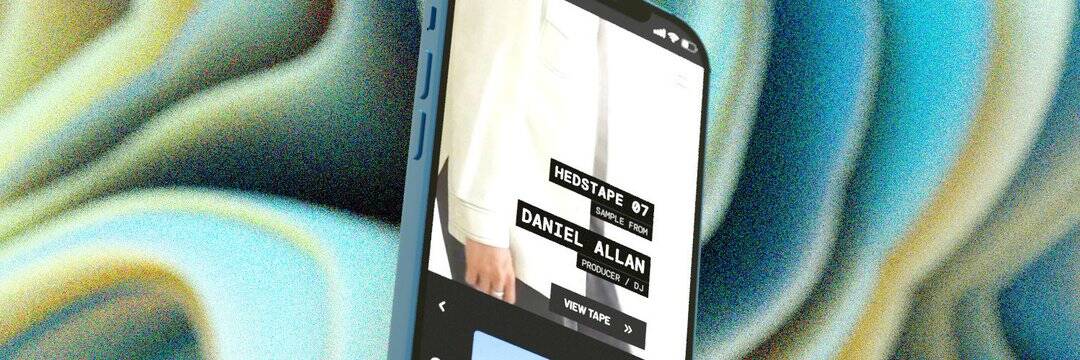 HEDSTAPE 07
SAMPLE FROM
DANIEL ALLAN
PRODUCER / DJ
VIEW TAPE